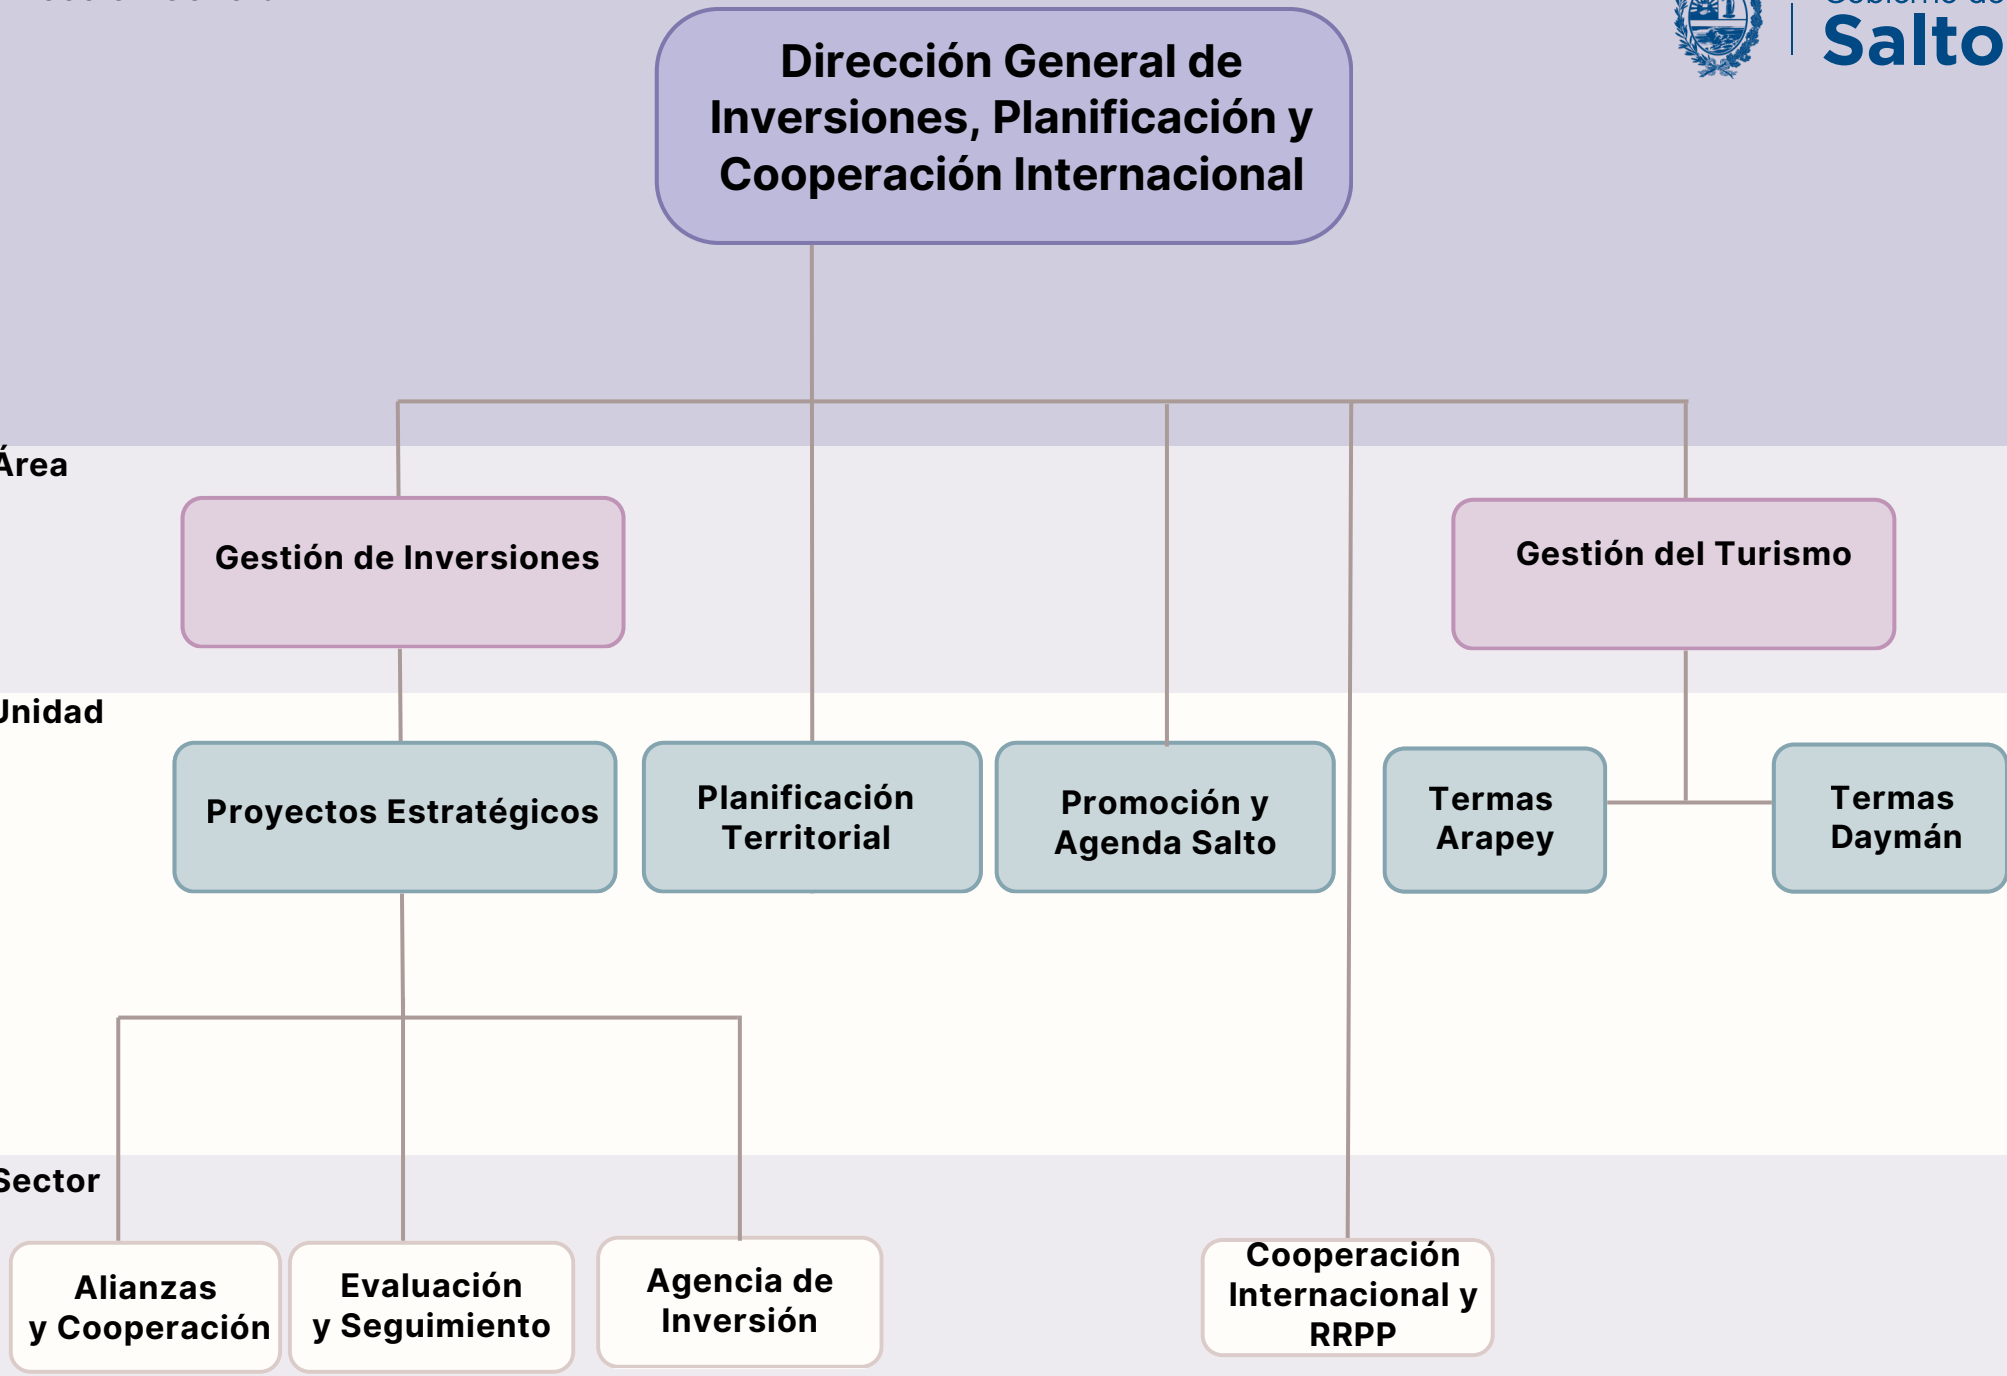 Dirección General de
Inversiones, Planificación y
Cooperación Internacional
Salto
Área
Gestión de Inversiones
Gestión del Turismo
Unidad
Proyectos Estratégicos
Planificación
Territorial
Promoción y
Agenda Salto
Termas
Arapey
Termas
Daymán
Sector
Alianzas
y Cooperación
Evaluación
y Seguimiento
Agencia de
Inversión
Cooperación
Internacional y
RRPP